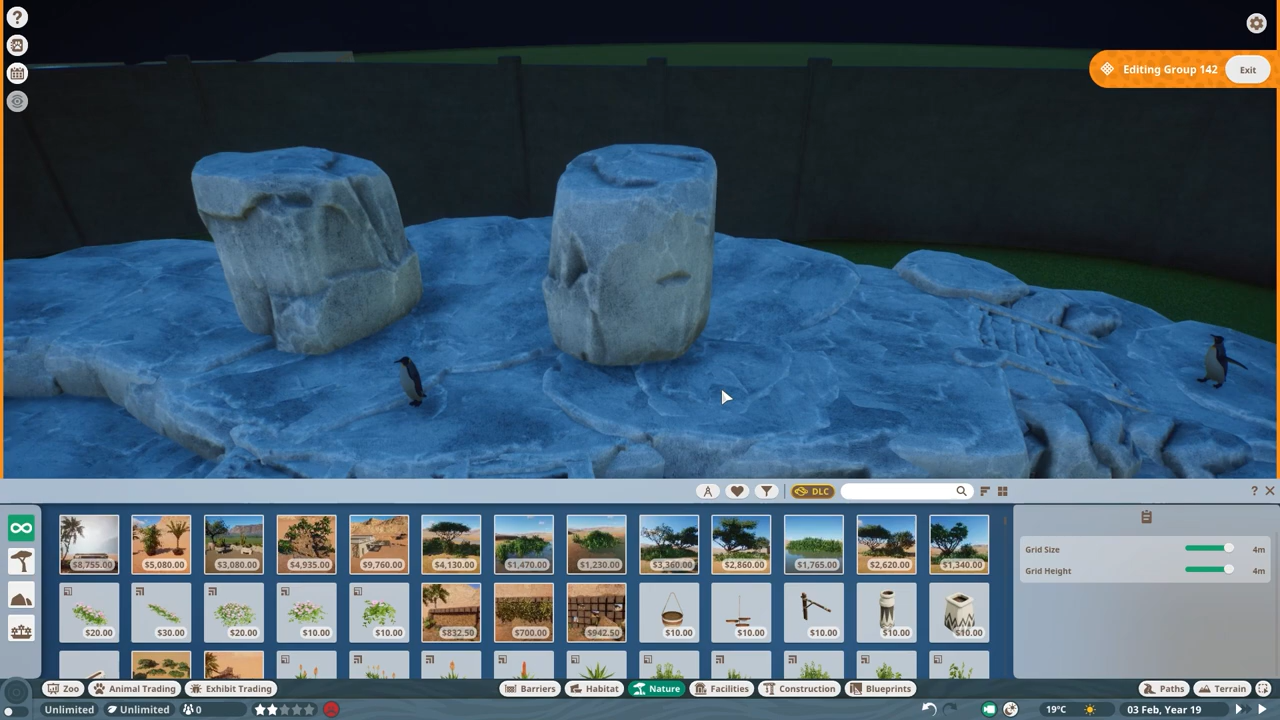 ?
Editing Group 142
Exit
DLC
?
$8,755.00
$5,080.00
$3,080.00
$4,935.00
$9,760.00
$4,130.00
$1,470.00
$1,230.00
$3,360.00
$2,860.00
$1,765.00
$2,620.00
$1,340.00
Grid Size
4m
Grid Height
4m
$20.00
$30.00
$20.00
$10.00
$10.00
$832.50
$700.00
$942.50
$10.00
$10.00
$10.00
$10.00
$10.00
Zoo
Animal Trading
Exhibit Trading
Barriers
Habitat
Nature
Facilities
Construction
Blueprints
Paths
Terrain
Unlimited
Unlimited
0
19°C
03 Feb, Year 19